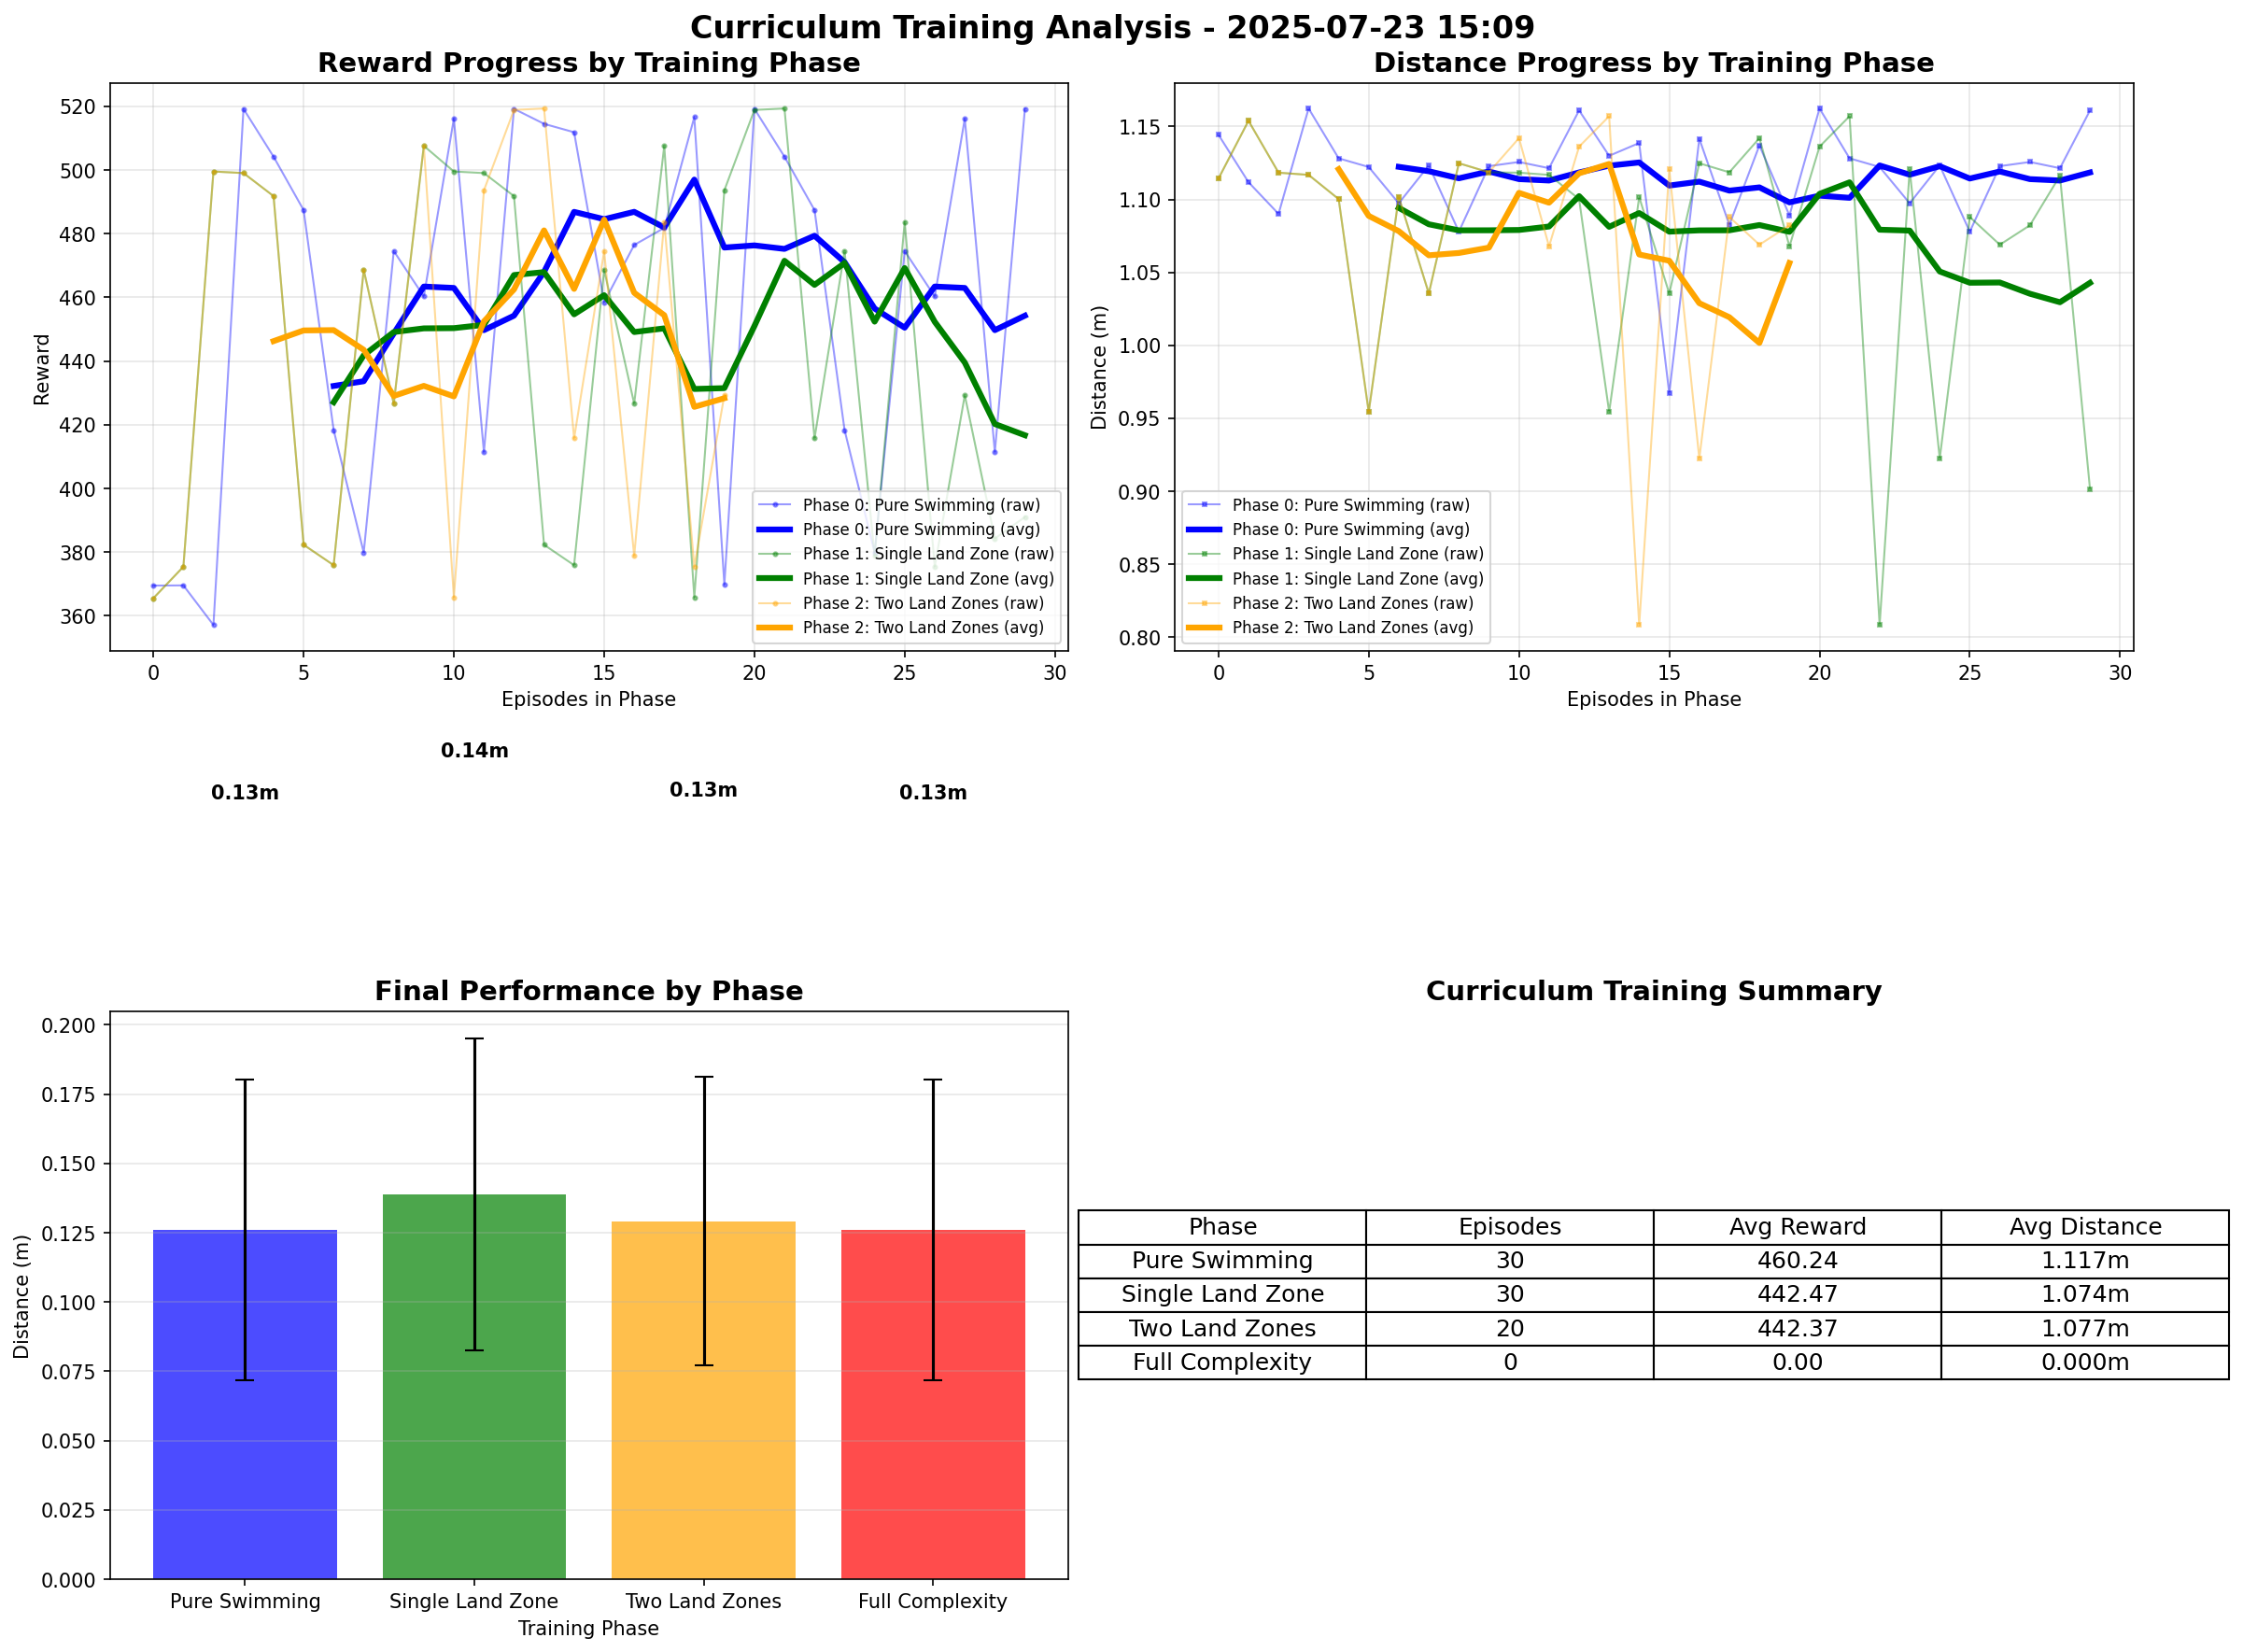 Curriculum Training Analysis - 2025-07-23 15:09
Reward Progress by Training Phase
520
500
480
460
440
420
400
380
360
Reward
0 5 10 15 20 25 30
Episodes in Phase
Phase 0: Pure Swimming (raw)
Phase 0: Pure Swimming (avg)
Phase 1: Single Land Zone (raw)
Phase 1: Single Land Zone (avg)
Phase 2: Two Land Zones (raw)
Phase 2: Two Land Zones (avg)
Distance Progress by Training Phase
1.15
1.10
1.05
1.00
0.95
0.90
0.85
0.80
Distance (m)
0 5 10 15 20 25 30
Episodes in Phase
Phase 0: Pure Swimming (raw)
Phase 0: Pure Swimming (avg)
Phase 1: Single Land Zone (raw)
Phase 1: Single Land Zone (avg)
Phase 2: Two Land Zones (raw)
Phase 2: Two Land Zones (avg)
0.13m 0.14m 0.13m 0.13m
Final Performance by Phase
0.200
0.175
0.150
0.125
0.100
0.075
0.050
0.025
0.000
Distance (m)
Pure Swimming Single Land Zone Two Land Zones Full Complexity
Training Phase
Curriculum Training Summary
Phase Episodes Avg Reward Avg Distance
Pure Swimming 30 460.24 1.117m
Single Land Zone 30 442.47 1.074m
Two Land Zones 20 442.37 1.077m
Full Complexity 0 0.00 0.000m